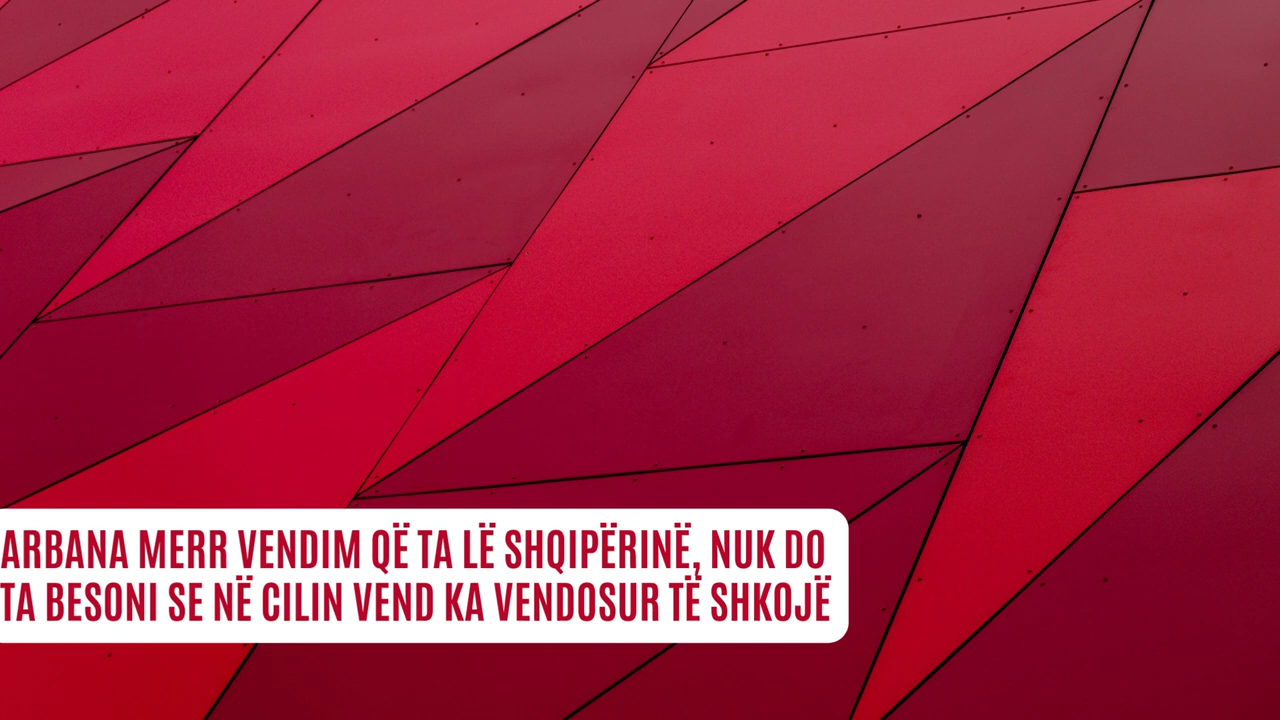 ARBANA MERR VENDIM QË TA LË SHQIPËRINË, NUK DO
TA BESONI SE NË CILIN VEND KA VENDOSUR TË SHKOJË